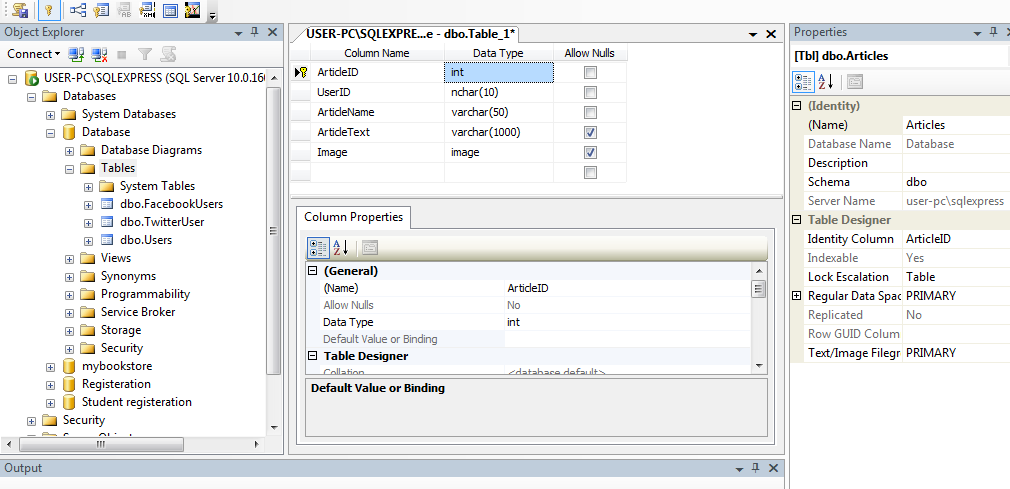 Object Explorer
Connect
USER-PC\SQLEXPRESS (SQL Server 10.0.160
Databases
System Databases
Database
Database Diagrams
Tables
System Tables
dbo.FacebookUsers
dbo.TwitterUser
dbo.Users
Views
Synonyms
Programmability
Service Broker
Storage
Security
mybookstore
Registeration
Student registeration
Security
USER-PC\SQLEXPRE...e - dbo.Table_1*
Column Name Data Type Allow Nulls
ArticleID int
UserID nchar(10)
ArticleName varchar(50)
ArticleText varchar(1000)
Image image
Column Properties
(General)
(Name) ArticleID
Allow Nulls No
Data Type int
Default Value or Binding
Table Designer
Collation <database default>
Default Value or Binding
Properties
[Tbl] dbo.Articles
(Identity)
(Name) Articles
Database Name Database
Description
Schema dbo
Server Name user-pc\sqlexpress
Table Designer
Identity Column ArticleID
Indexable Yes
Lock Escalation Table
Regular Data Spac PRIMARY
Replicated No
Row GUID Colum
Text/Image Filegr PRIMARY
Output